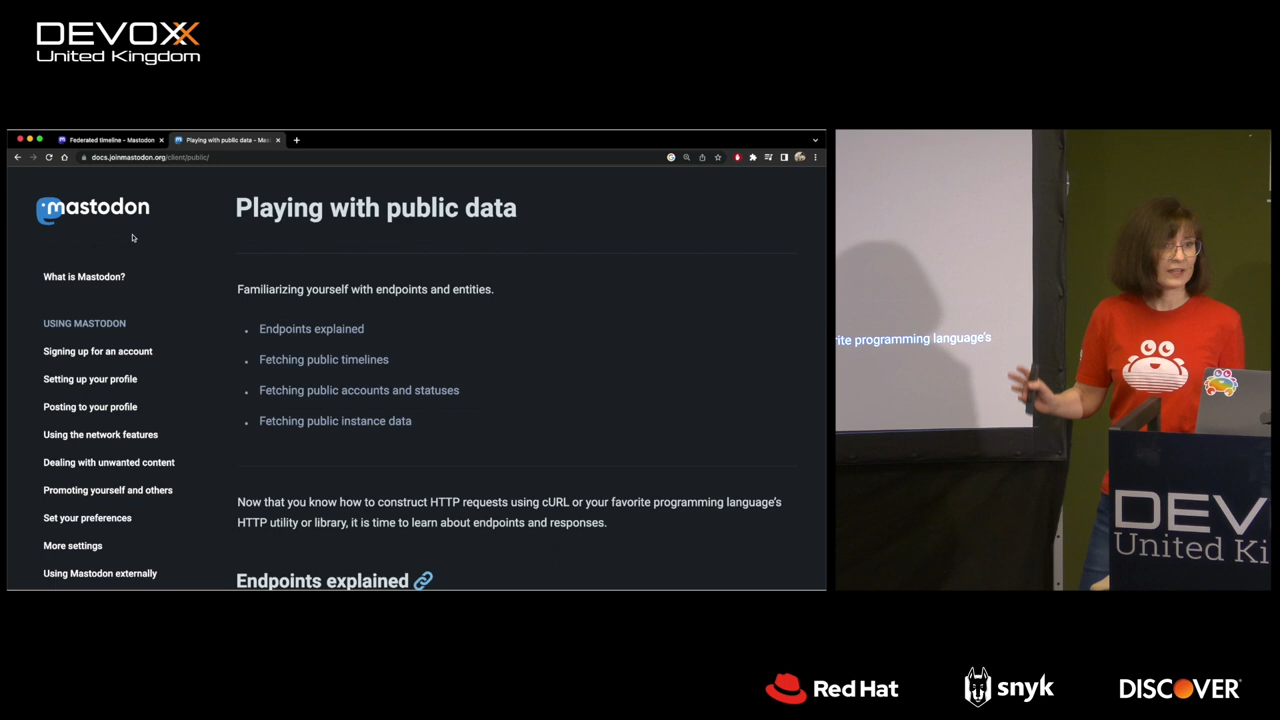 DEVOXX
United Kingdom
Federated timeline - Mastodon
Playing with public data - Mas
docs.joinmastodon.org/client/public/
mastodon
What is Mastodon?
USING MASTODON
Signing up for an account
Setting up your profile
Posting to your profile
Using the network features
Dealing with unwanted content
Promoting yourself and others
Set your preferences
More settings
Using Mastodon externally
Playing with public data
Familiarizing yourself with endpoints and entities.
Endpoints explained
Fetching public timelines
Fetching public accounts and statuses
Fetching public instance data
Now that you know how to construct HTTP requests using cURL or your favorite programming language's
HTTP utility or library, it is time to learn about endpoints and responses.
Endpoints explained
rite programming language's
DEV
United Ki
Red Hat
snyk
DISCOVER